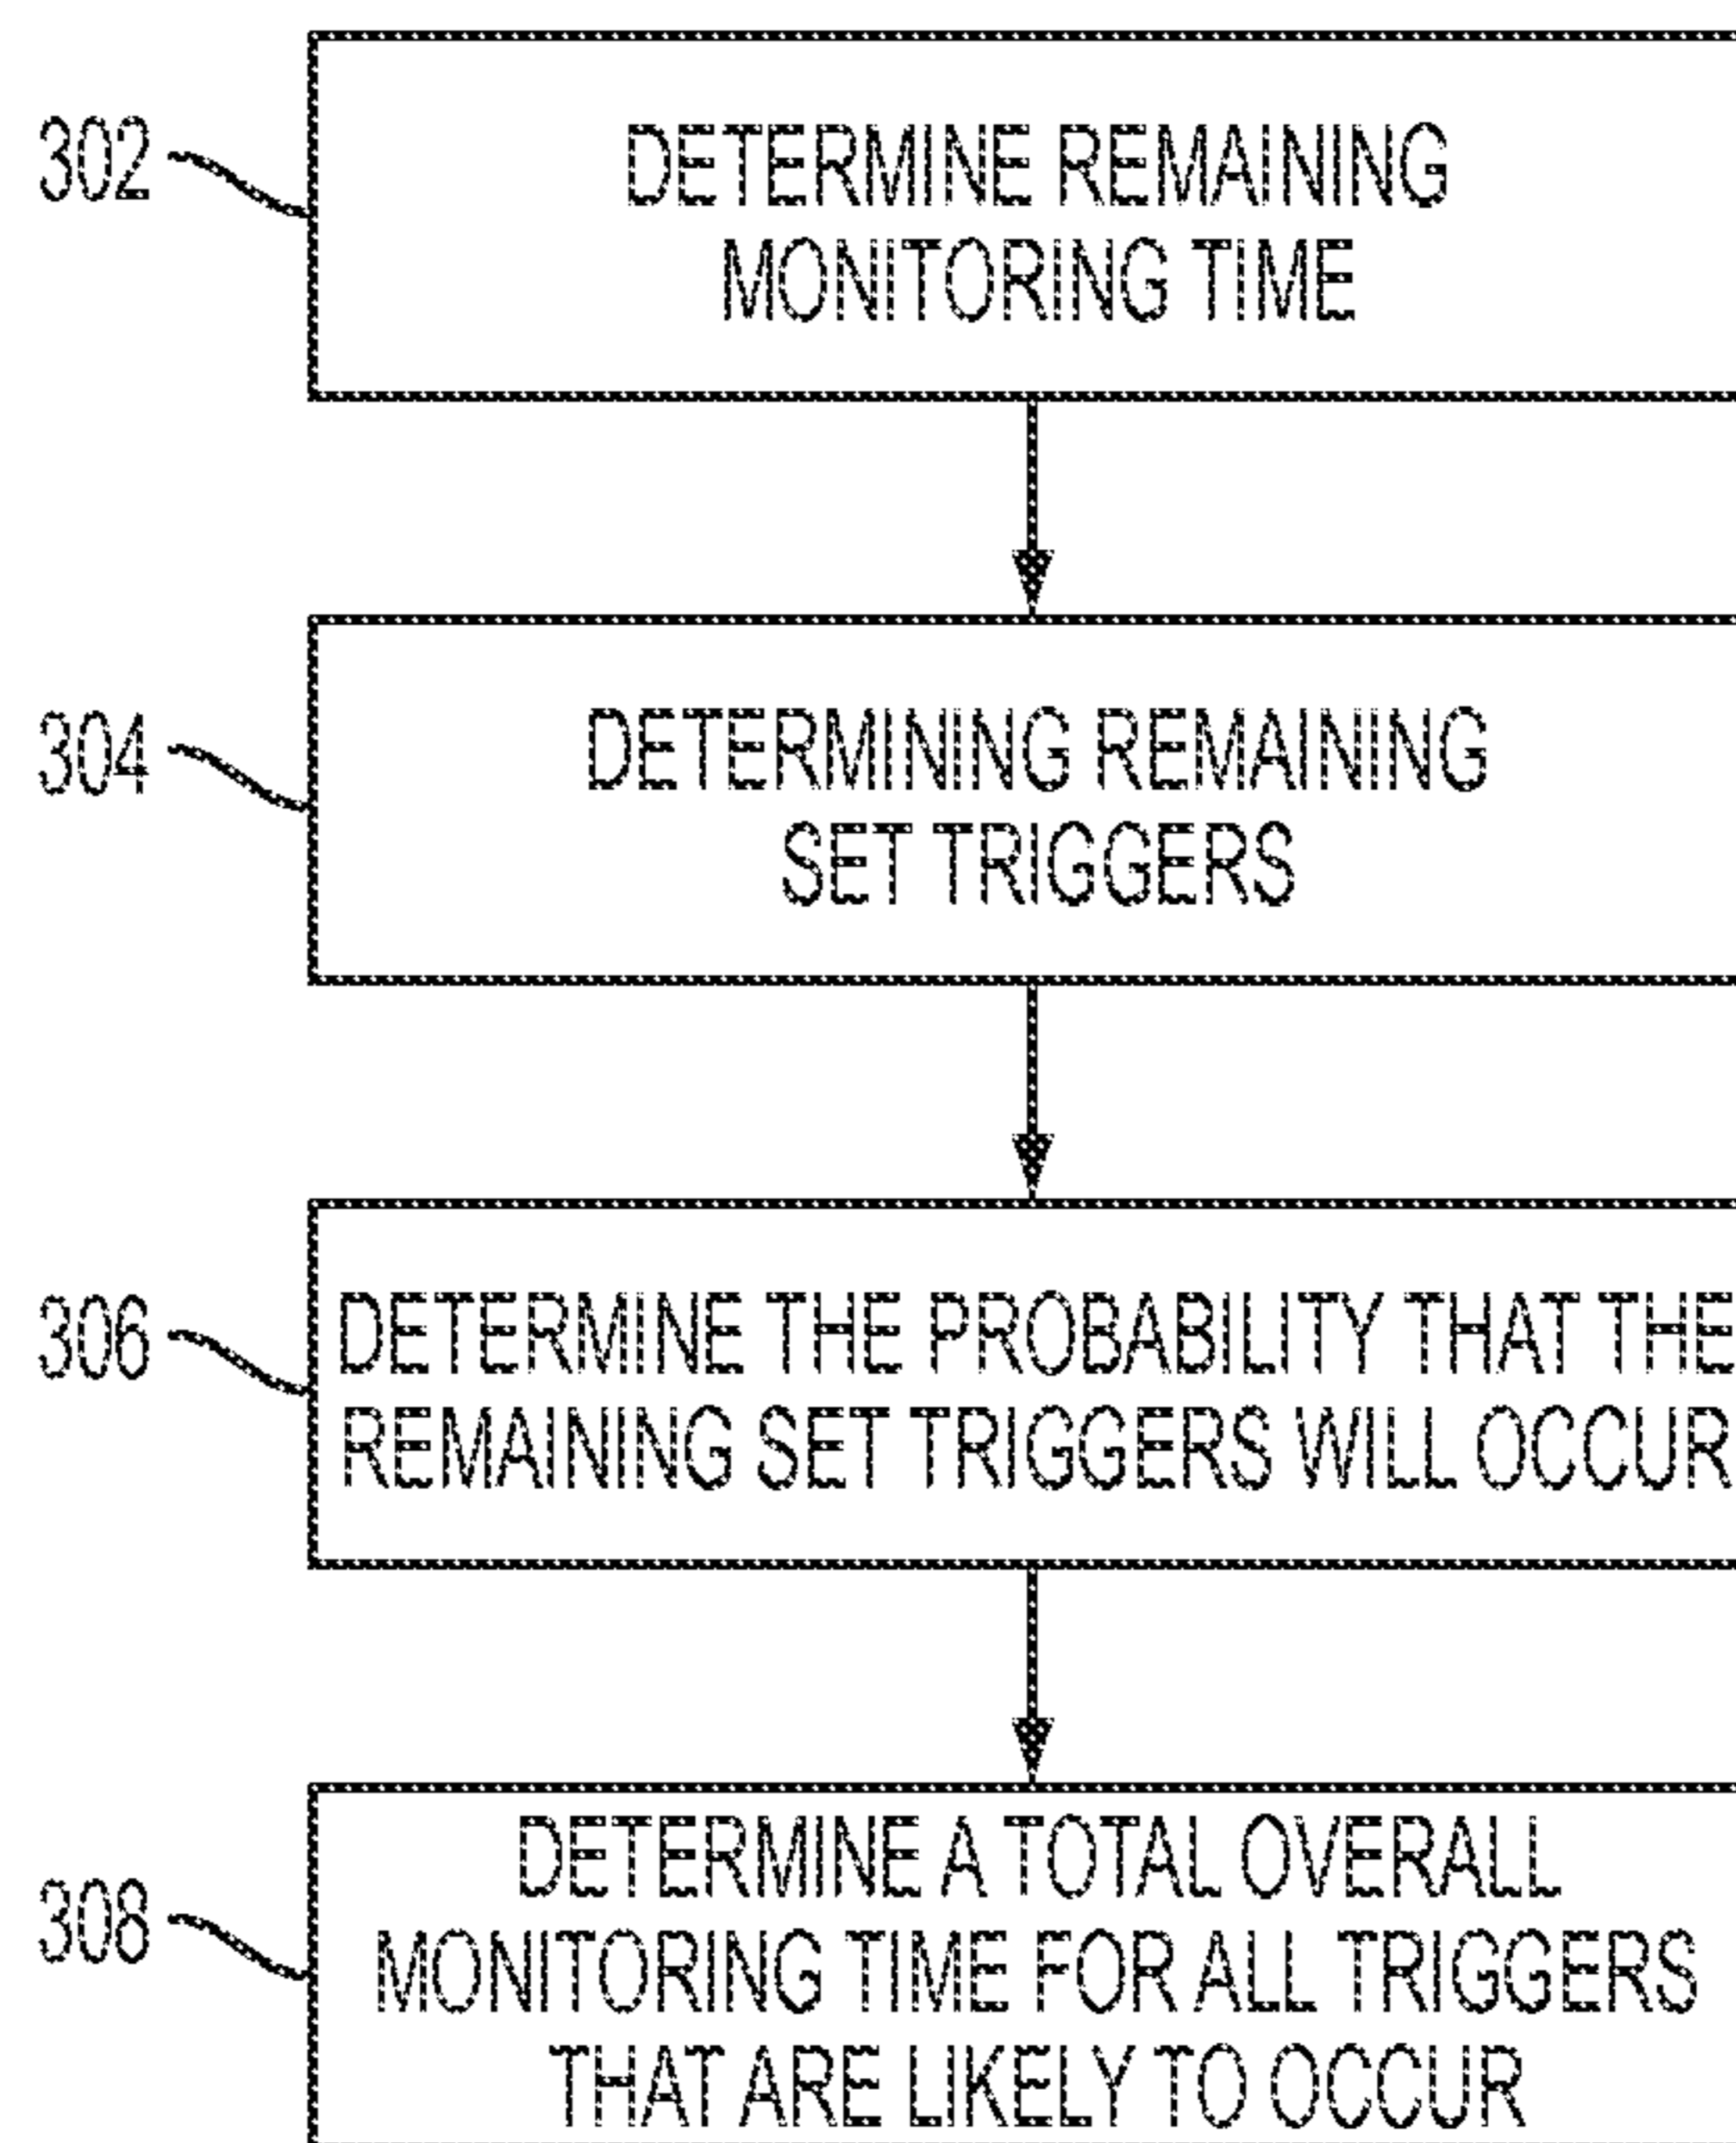 302
DETERMINE REMAINING
MONITORING TIME
304
DETERMINING REMAINING
SET TRIGGERS
306
DETERMINE THE PROBABILITY THAT THE
REMAINING SET TRIGGERS WILL OCCUR
308
DETERMINE A TOTAL OVERALL
MONITORING TIME FOR ALL TRIGGERS
THAT ARE LIKELY TO OCCUR